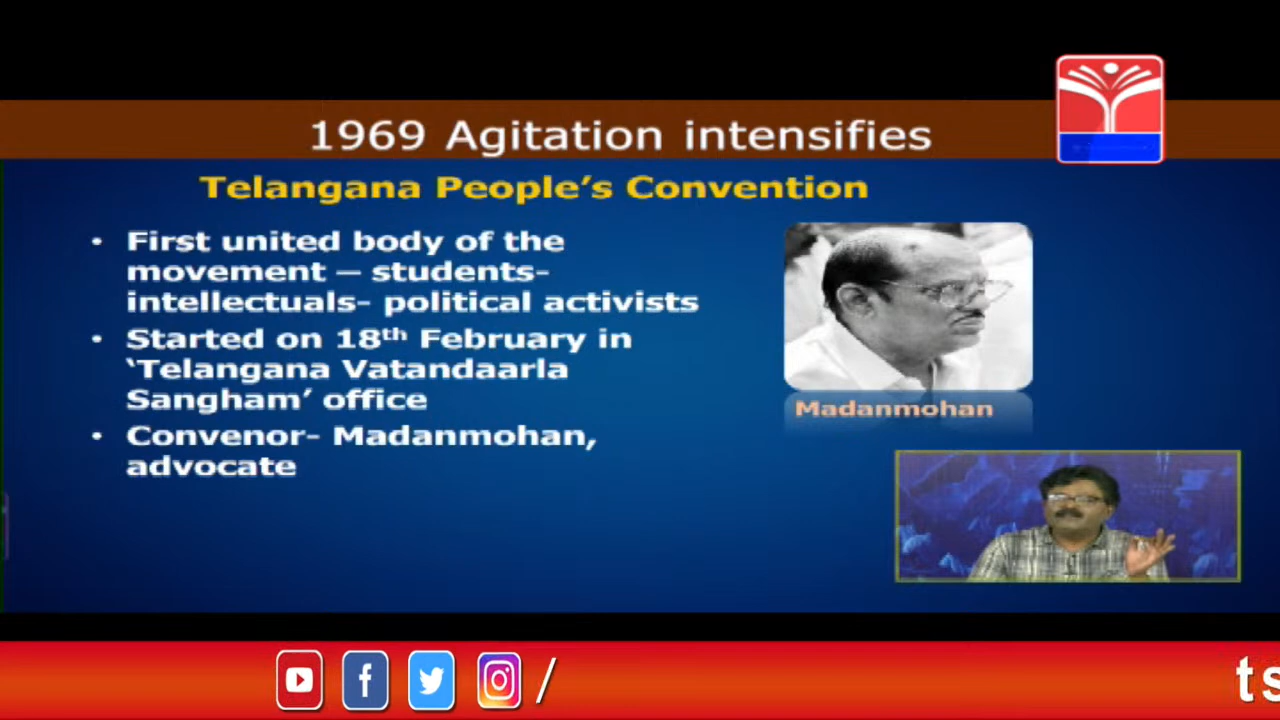 1969 Agitation intensifies
Telangana People's Convention
• First united body of the
movement – students-
intellectuals- political activists
• Started on 18th February in
‘Telangana Vatandaarla
Sangham’ office
• Convenor- Madanmohan,
advocate
Madanmohan
/
ts